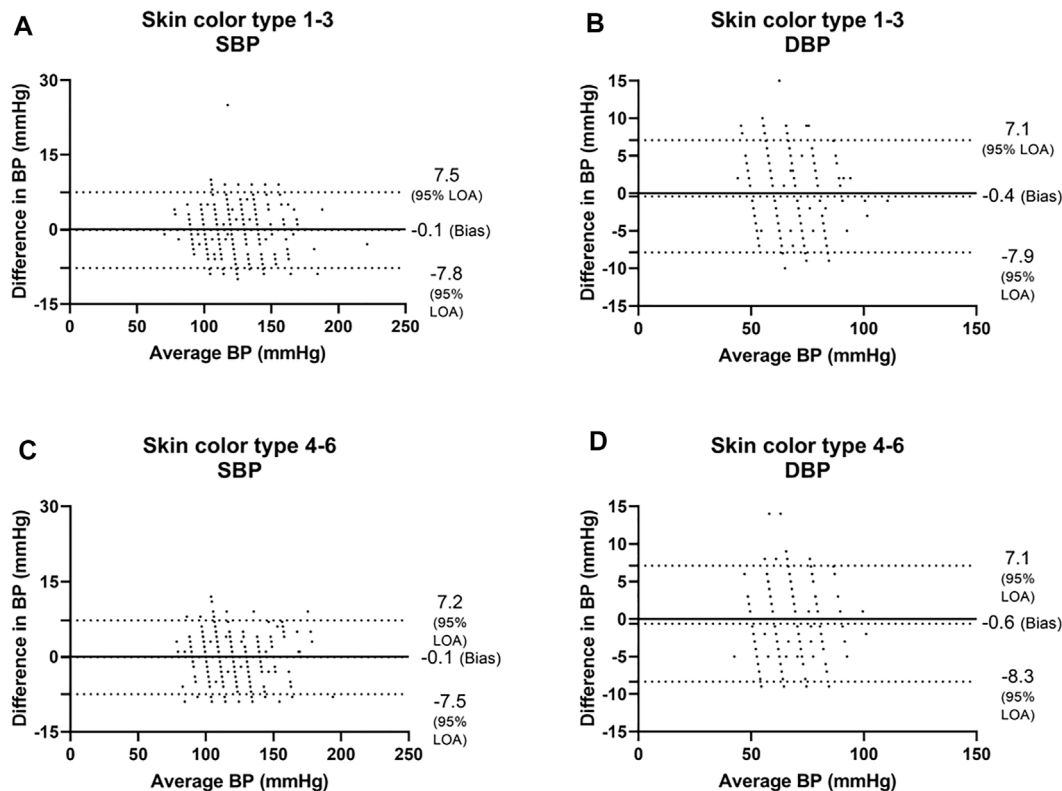 A
Skin color type 1-3
SBP
Difference in BP (mmHg)
30
15
0
-15
0 50 100 150 200 250
Average BP (mmHg)
7.5
(95% LOA)
-0.1 (Bias)
-7.8
(95%
LOA)
B
Skin color type 1-3
DBP
Difference in BP (mmHg)
15
10
5
0
-5
-10
-15
0 50 100 150
Average BP (mmHg)
7.1
(95% LOA)
-0.4 (Bias)
-7.9
(95%
LOA)
C
Skin color type 4-6
SBP
Difference in BP (mmHg)
30
15
0
-15
0 50 100 150 200 250
Average BP (mmHg)
7.2
(95%
LOA)
-0.1 (Bias)
-7.5
(95%
LOA)
D
Skin color type 4-6
DBP
Difference in BP (mmHg)
15
10
5
0
-5
-10
-15
0 50 100 150
Average BP (mmHg)
7.1
(95%
LOA)
-0.6 (Bias)
-8.3
(95%
LOA)